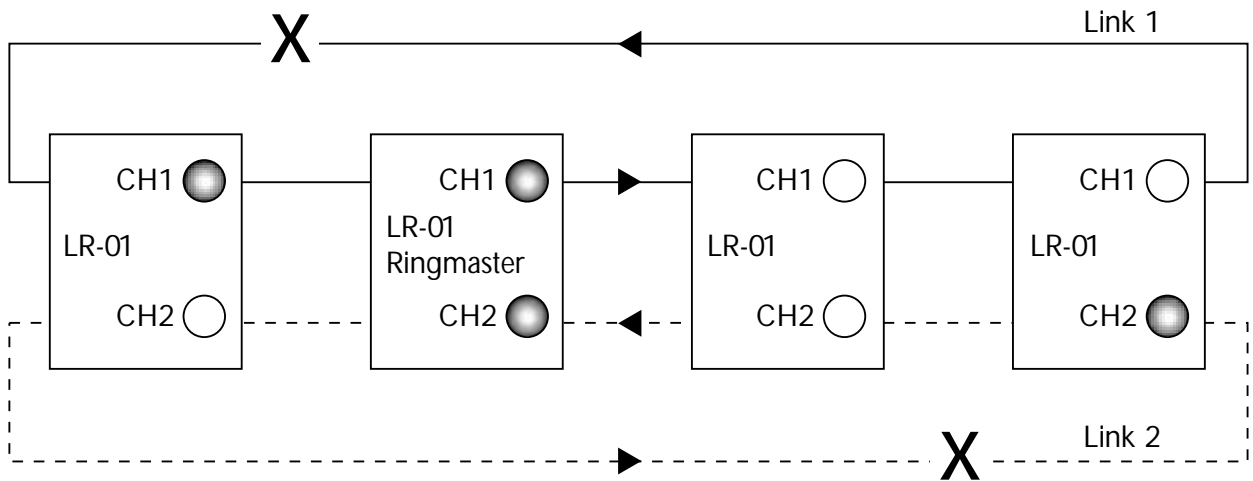 Link 1
X
CH1
LR-01
CH2
CH1
LR-01
Ringmaster
CH2
CH1
LR-01
CH2
CH1
LR-01
CH2
X
Link 2